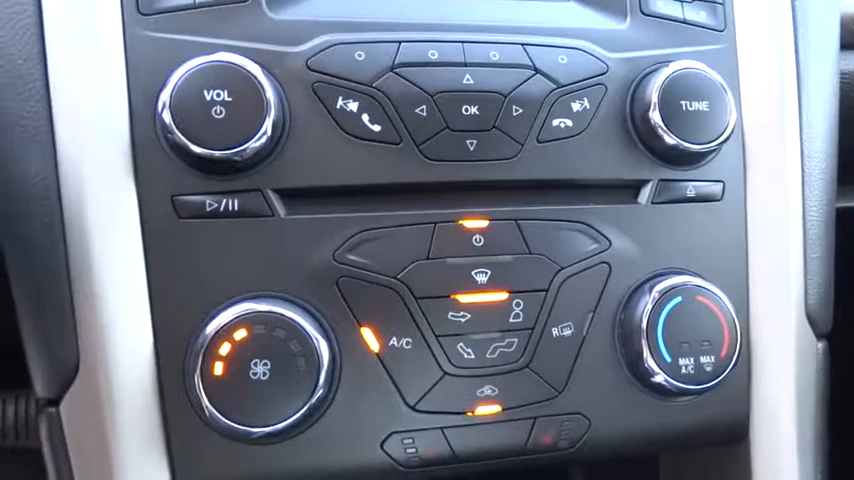 VOL
TUNE
OK
A/C
R
MAX A/C
MAX